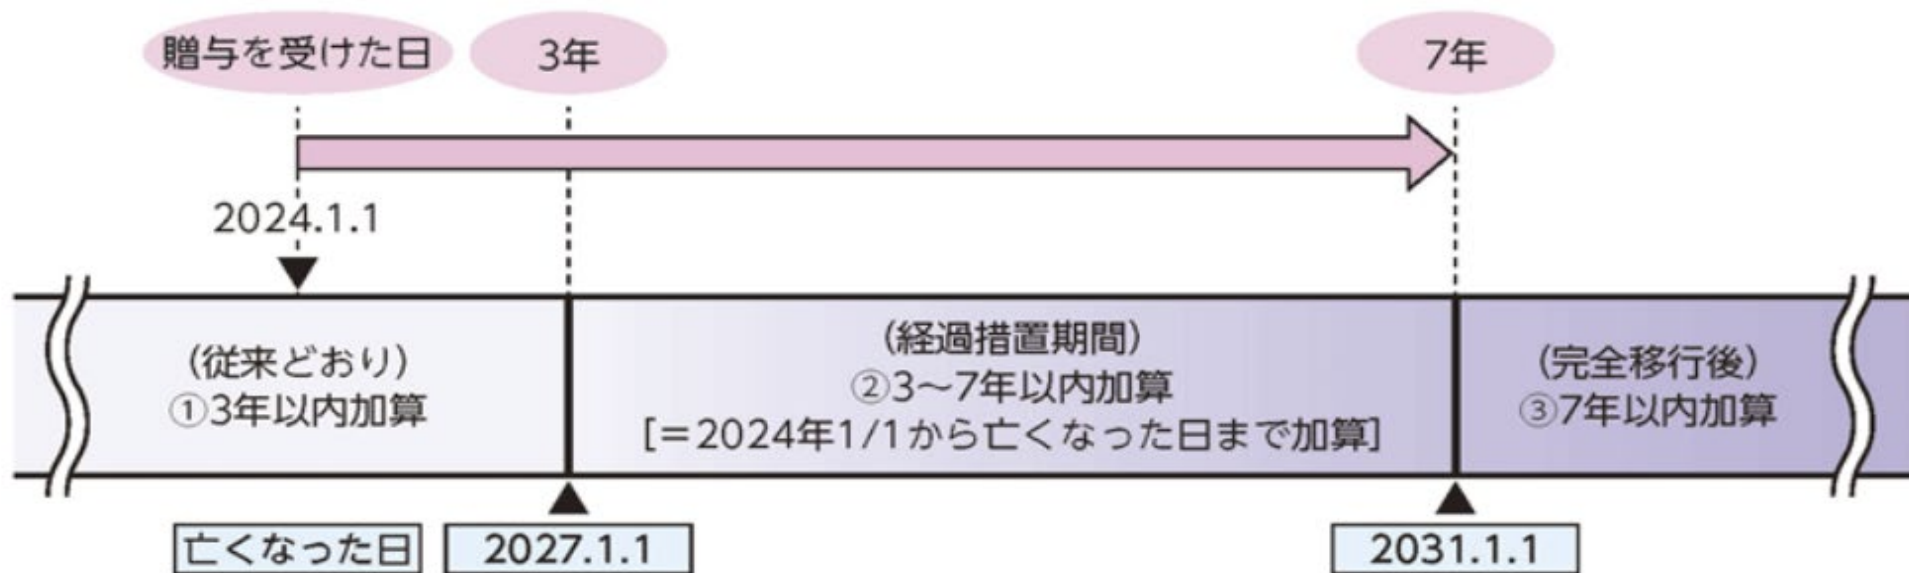 贈与を受けた日
3年
7年
2024.1.1
(従来どおり)
①3年以内加算
(経過措置期間)
②3〜7年以内加算
[＝2024年1/1から亡くなった日まで加算]
(完全移行後)
③7年以内加算
亡くなった日
2027.1.1
2031.1.1